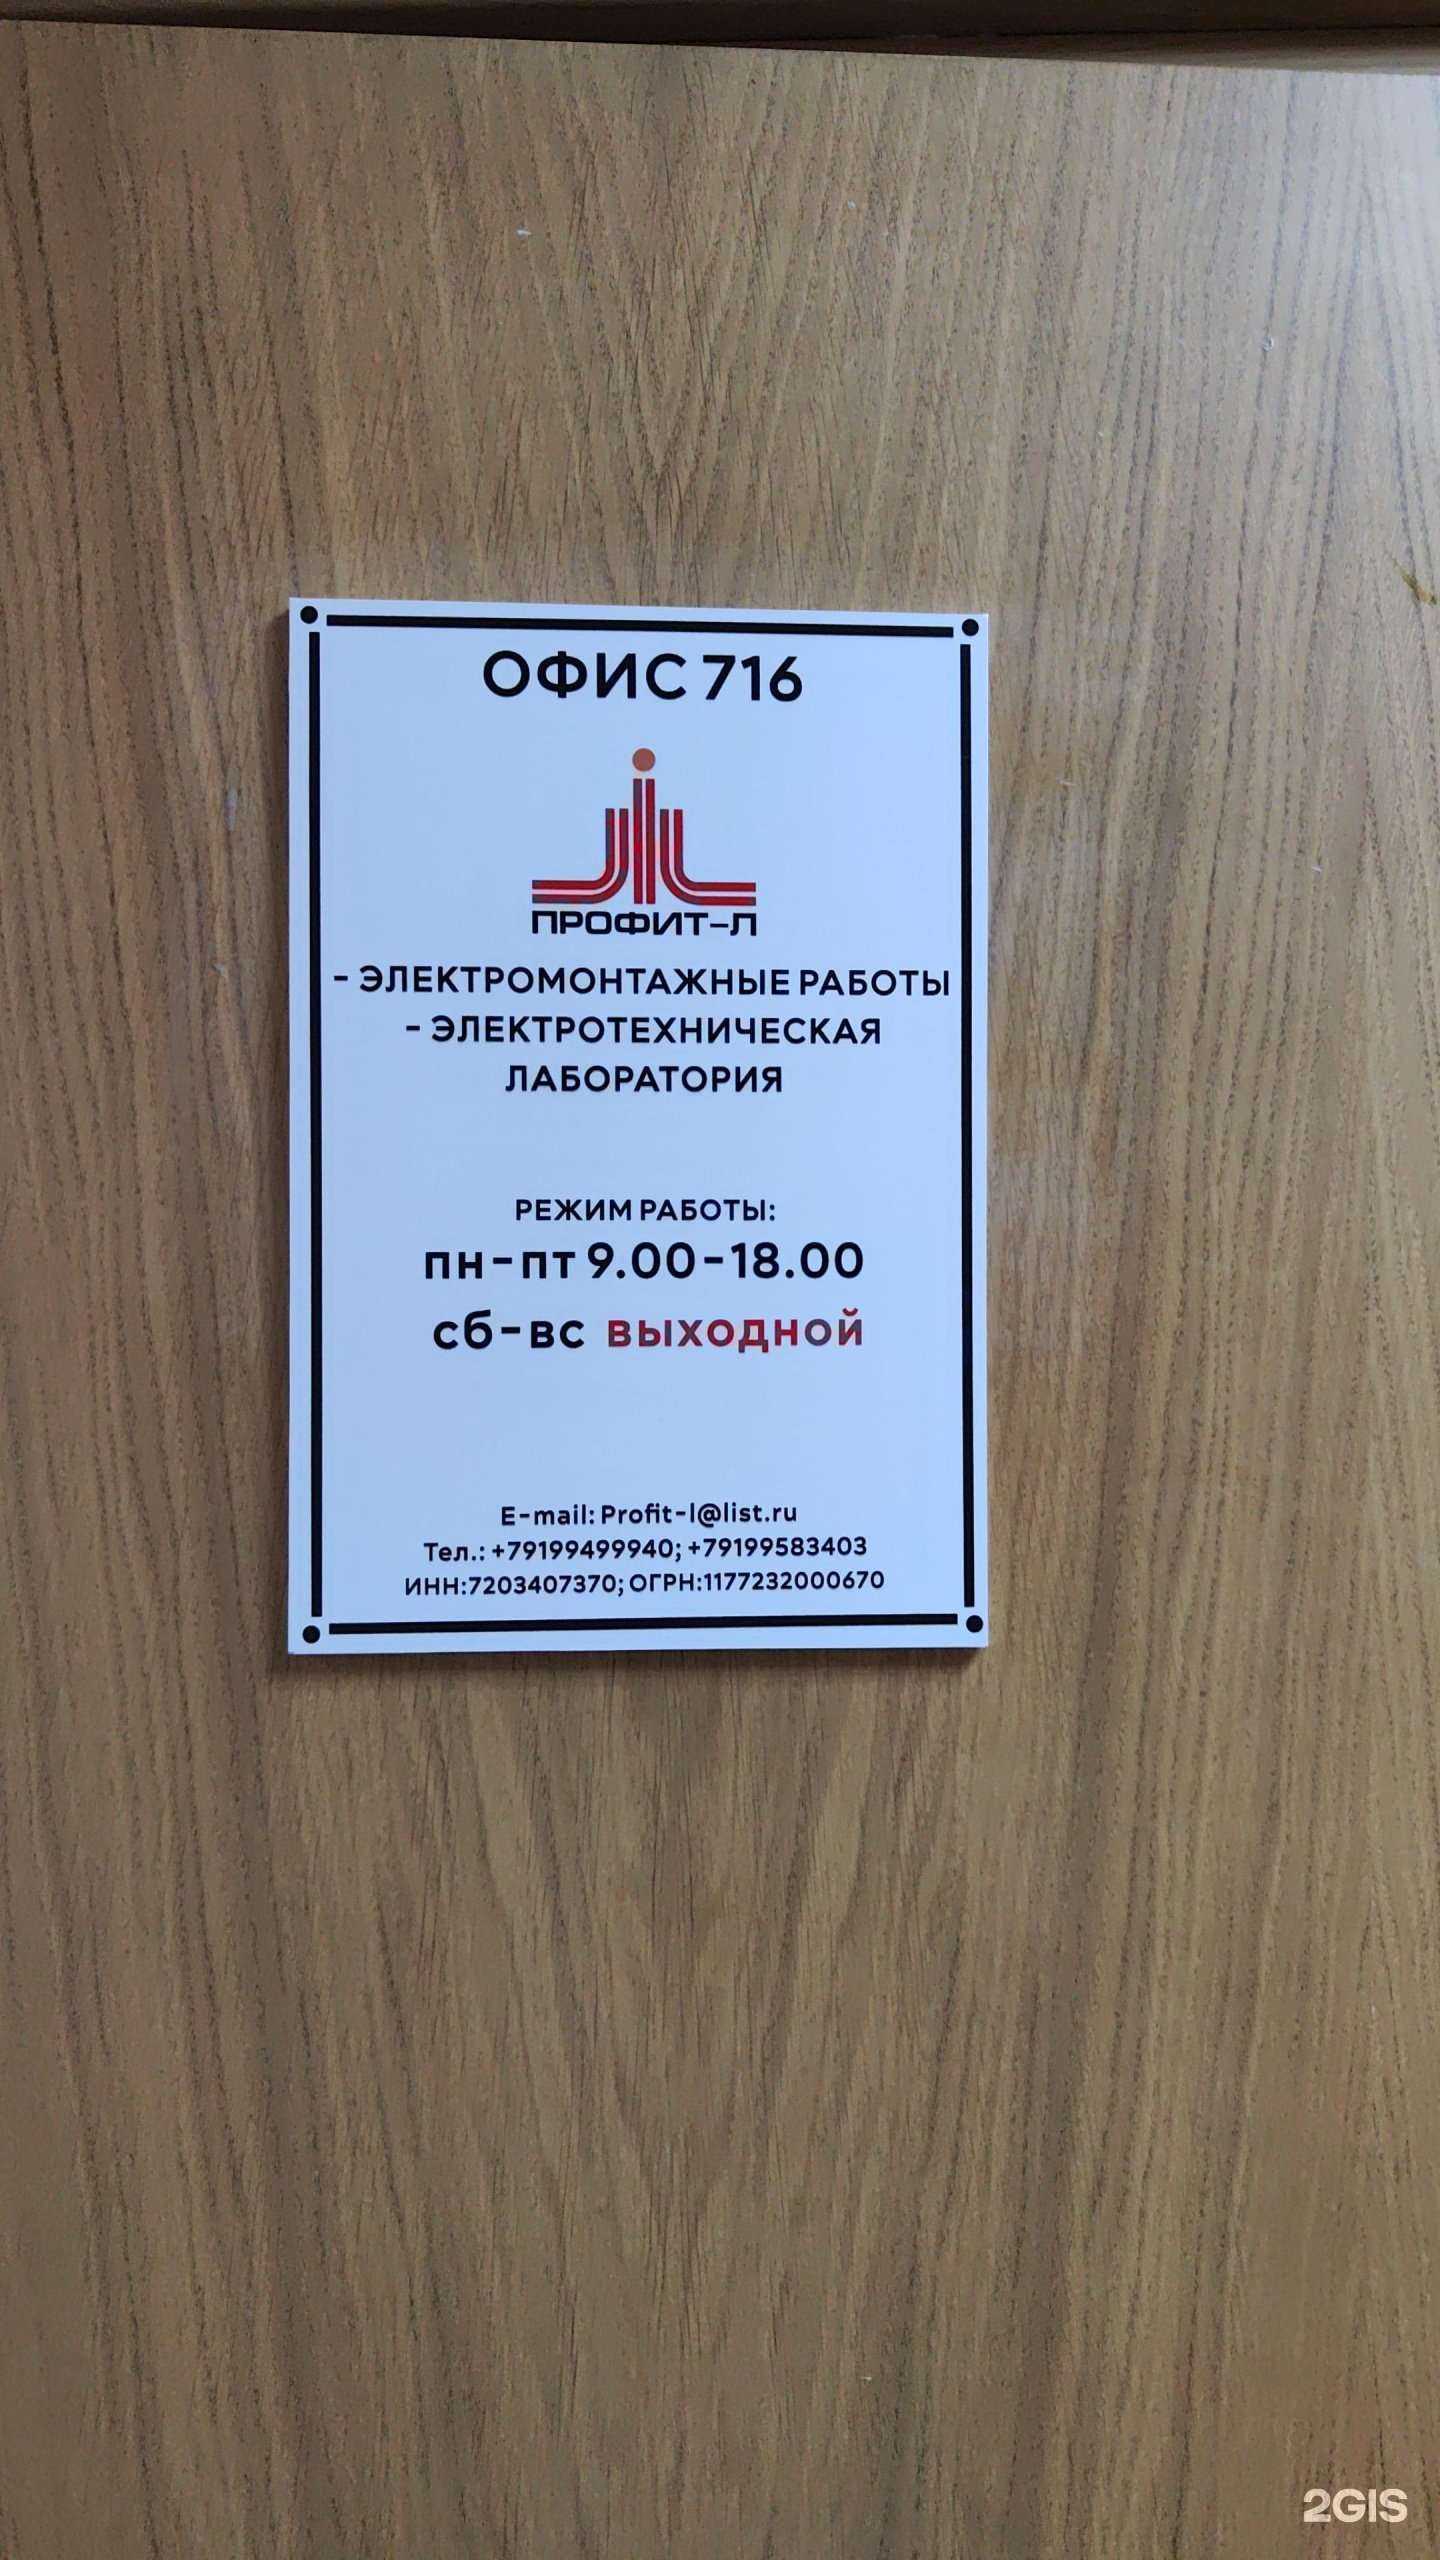 ОФИС 716
ПРОФИТ-Л
- ЭЛЕКТРОМОНТАЖНЫЕ РАБОТЫ
- ЭЛЕКТРОТЕХНИЧЕСКАЯ
ЛАБОРАТОРИЯ
РЕЖИМ РАБОТЫ:
пн-пт 9.00-18.00
сб-вс выходной
E-mail: Profit-l@list.ru
Тел.: +79199499940; +79199583403
ИНН:7203407370; ОГРН:1177232000670
2GIS